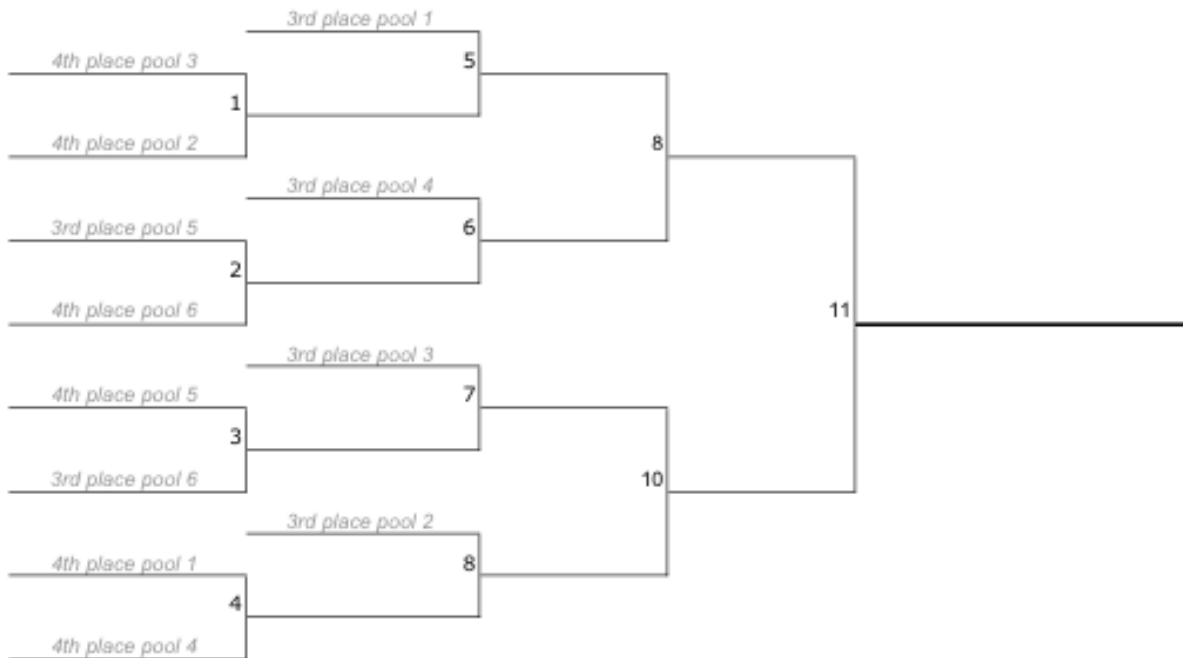 3rd place pool 1
4th place pool 3
5
1
4th place pool 2
8
3rd place pool 4
3rd place pool 5
6
2
4th place pool 6
11
3rd place pool 3
4th place pool 5
7
3
3rd place pool 6
10
3rd place pool 2
4th place pool 1
8
4
4th place pool 4